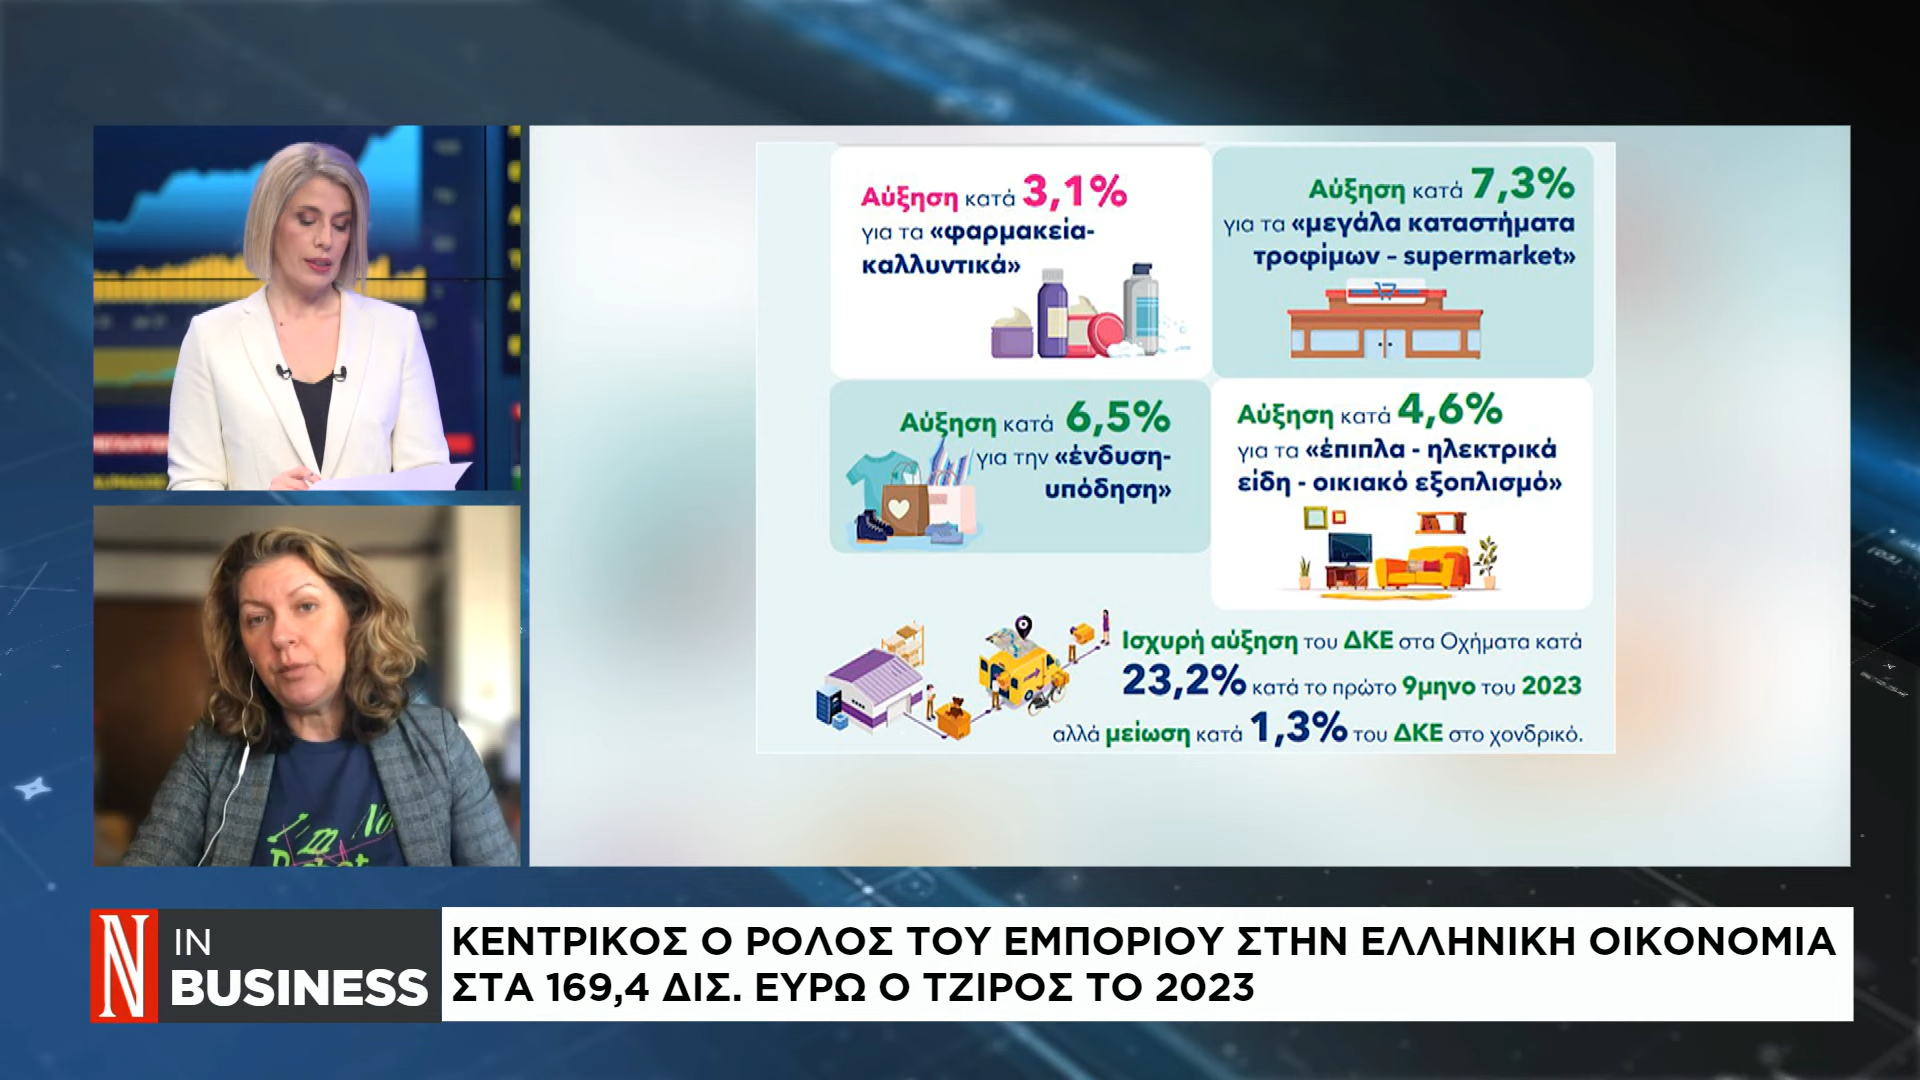 Αύξηση κατά 3,1%
για τα «φαρμακεία-
καλλυντικά»
Αύξηση κατά 7,3%
για τα «μεγάλα καταστήματα
τροφίμων - supermarket»
Αύξηση κατά 6,5%
για την «ένδυση-
υπόδηση»
Αύξηση κατά 4,6%
για τα «έπιπλα - ηλεκτρικά
είδη - οικιακό εξοπλισμό»
Ισχυρή αύξηση του ΔΚΕ στα Οχήματα κατά
23,2% κατά το πρώτο 9μηνο του 2023
αλλά μείωση κατά 1,3% του ΔΚΕ στο χονδρικό.
I'm No
N IN
BUSINESS
ΚΕΝΤΡΙΚΟΣ Ο ΡΟΛΟΣ ΤΟΥ ΕΜΠΟΡΙΟΥ ΣΤΗΝ ΕΛΛΗΝΙΚΗ ΟΙΚΟΝΟΜΙΑ
ΣΤΑ 169,4 ΔΙΣ. ΕΥΡΩ Ο ΤΖΙΡΟΣ ΤΟ 2023